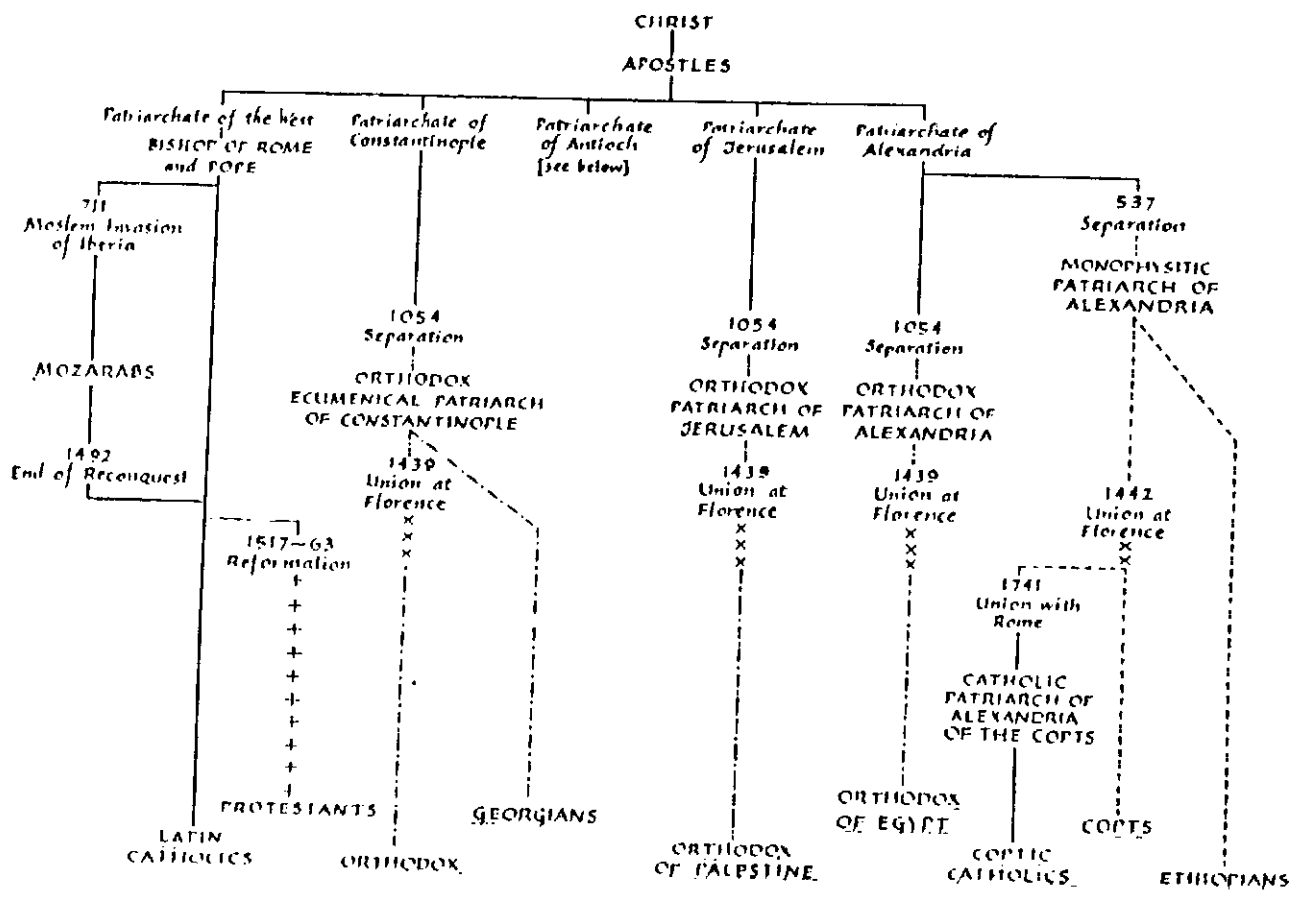 CHRIST
APOSTLES
Patriarchate of the West
BISHOP OF ROME
and POPE
Patriarchate of
Constantinople
Patriarchate
of Antioch
[see below]
Patriarchate
of Jerusalem
Patriarchate of
Alexandria
711
Moslem Invasion
of Iberia
537
Separation
MONOPHYSITIC
PATRIARCH OF
ALEXANDRIA
1054
Separation
1054
Separation
1054
Separation
MOZARABS
ORTHODOX
ECUMENICAL PATRIARCH
OF CONSTANTINOPLE
ORTHODOX
PATRIARCH OF
JERUSALEM
ORTHODOX
PATRIARCH OF
ALEXANDRIA
1492
End of Reconquest
1439
Union at
Florence
1439
Union at
Florence
1439
Union at
Florence
1442
Union at
Florence
1517-63
Reformation
1741
Union with
Rome
CATHOLIC
PATRIARCH OF
ALEXANDRIA
OF THE COPTS
PROTESTANTS
GEORGIANS
ORTHODOX
OF EGYPT
COPTS
LATIN
CATHOLICS
ORTHODOX
ORTHODOX
OF PALESTINE
COPTIC
CATHOLICS
ETHIOPIANS